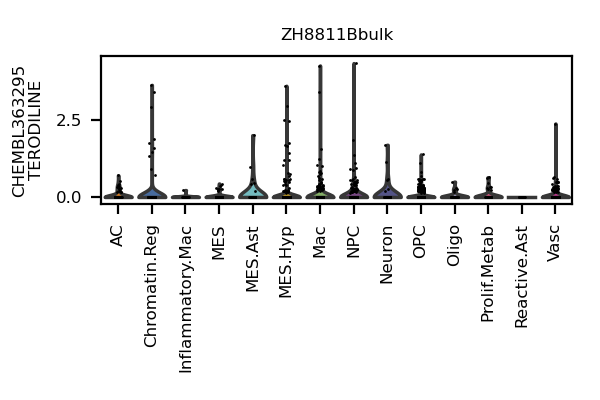 ZH8811Bbulk
CHEMBL363295
TERODILINE
2.5
0.0
AC
Chromatin.Reg
Inflammatory.Mac
MES
MES.Ast
MES.Hyp
Mac
NPC
Neuron
OPC
Oligo
Prolif.Metab
Reactive.Ast
Vasc